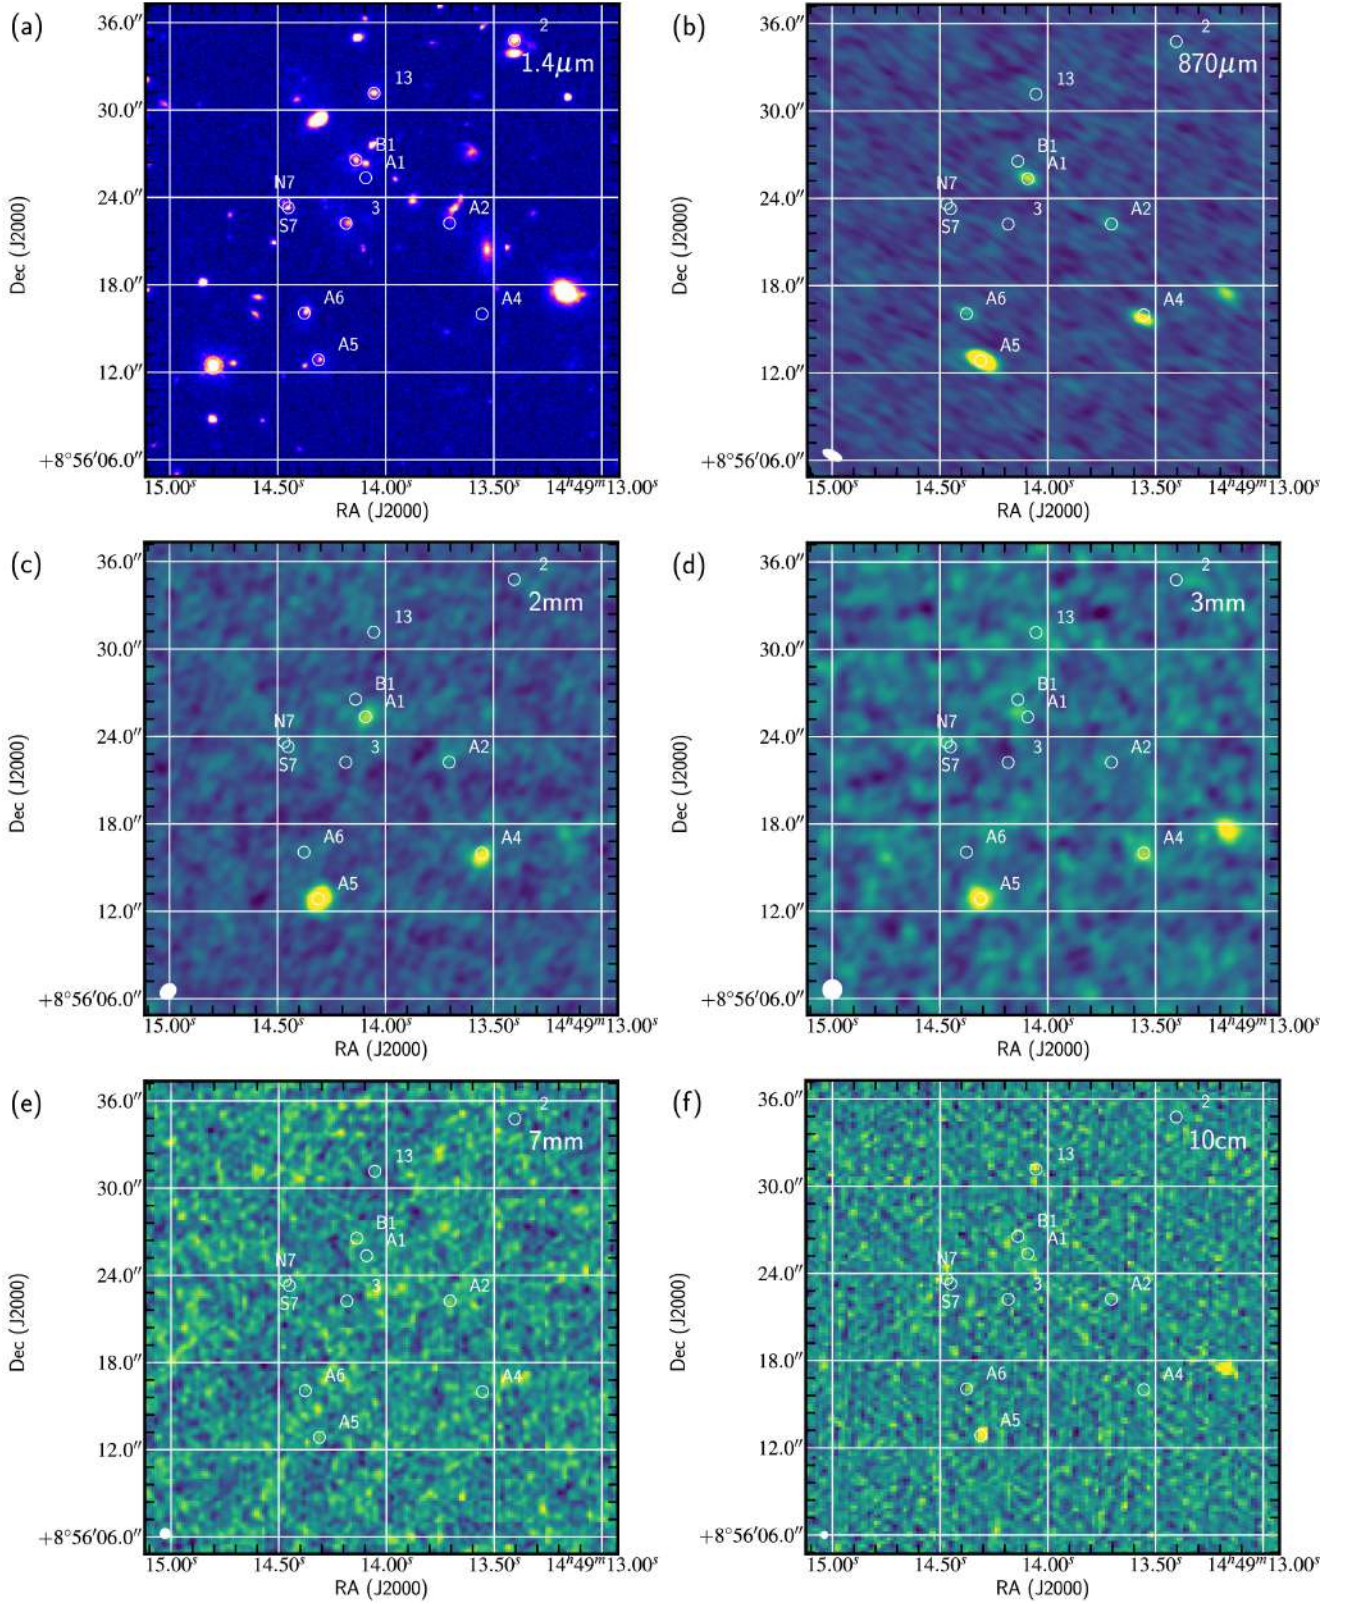 (a)
36.0″
30.0″
24.0″
18.0″
12.0″
+8°56′06.0″
Dec (J2000)
2
1.4μm
13
B1
A1
N7
S7
3
A2
A6
A4
A5
15.00ˢ 14.50ˢ 14.00ˢ 13.50ˢ 14ʰ49ᵐ13.00ˢ
RA (J2000)
(b)
36.0″
30.0″
24.0″
18.0″
12.0″
+8°56′06.0″
Dec (J2000)
2
870μm
13
B1
A1
N7
S7
3
A2
A6
A4
A5
15.00ˢ 14.50ˢ 14.00ˢ 13.50ˢ 14ʰ49ᵐ13.00ˢ
RA (J2000)
(c)
36.0″
30.0″
24.0″
18.0″
12.0″
+8°56′06.0″
Dec (J2000)
2
2mm
13
B1
A1
N7
S7
3
A2
A6
A4
A5
15.00ˢ 14.50ˢ 14.00ˢ 13.50ˢ 14ʰ49ᵐ13.00ˢ
RA (J2000)
(d)
36.0″
30.0″
24.0″
18.0″
12.0″
+8°56′06.0″
Dec (J2000)
2
3mm
13
B1
A1
N7
S7
3
A2
A6
A4
A5
15.00ˢ 14.50ˢ 14.00ˢ 13.50ˢ 14ʰ49ᵐ13.00ˢ
RA (J2000)
(e)
36.0″
30.0″
24.0″
18.0″
12.0″
+8°56′06.0″
Dec (J2000)
2
7mm
13
B1
A1
N7
S7
3
A2
A6
A4
A5
15.00ˢ 14.50ˢ 14.00ˢ 13.50ˢ 14ʰ49ᵐ13.00ˢ
RA (J2000)
(f)
36.0″
30.0″
24.0″
18.0″
12.0″
+8°56′06.0″
Dec (J2000)
2
10cm
13
B1
A1
N7
S7
3
A2
A6
A4
A5
15.00ˢ 14.50ˢ 14.00ˢ 13.50ˢ 14ʰ49ᵐ13.00ˢ
RA (J2000)